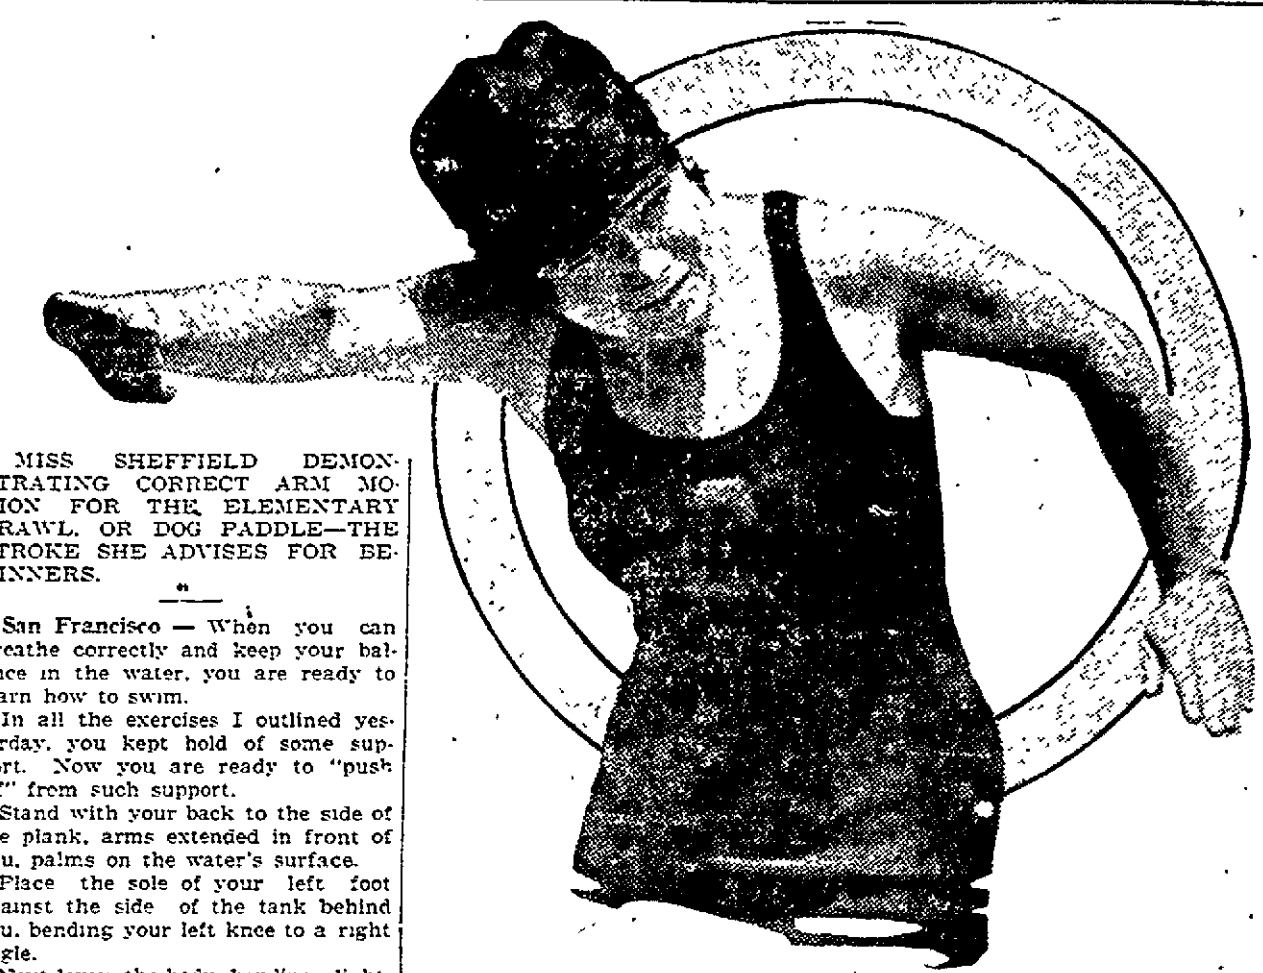 MISS SHEFFIELD DEMON-
TRATING CORRECT ARM MO-
ION FOR THE ELEMENTARY
RAWL. OR DOG PADDLE—THE
TROKE SHE ADVISES FOR BE-
INNERS.
San Francisco — When you can
reathe correctly and keep your bal-
nce in the water, you are ready to
arn how to swim.
In all the exercises I outlined yes-
rday, you kept hold of some sup-
rt. Now you are ready to "push
f" from such support.
Stand with your back to the side of
e plank, arms extended in front of
u, palms on the water's surface.
Place the sole of your left foot
ainst the side of the tank behind
u, bending your left knee to a right
gle.